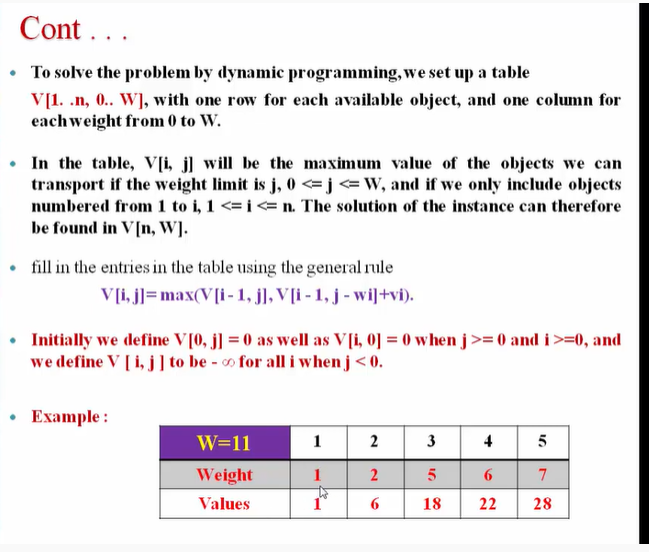 Cont . . .
• To solve the problem by dynamic programming,we set up a table
V[1. .n, 0.. W], with one row for each available object, and one column for
eachweight from 0 to W.
• In the table, V[i, j] will be the maximum value of the objects we can
transport if the weight limit is j, 0 <= j <= W, and if we only include objects
numbered from 1 to i, 1 <= i <= n. The solution of the instance can therefore
be found in V[n, W].
• fill in the entries in the table using the general rule
V[i, j]= max(V[i - 1, j], V[i - 1, j - wi]+vi).
• Initially we define V[0, j] = 0 as well as V[i, 0] = 0 when j >= 0 and i >=0, and
we define V [ i, j ] to be - ∞ for all i when j < 0.
• Example :
W=11 1 2 3 4 5
Weight 1 2 5 6 7
Values 1 6 18 22 28